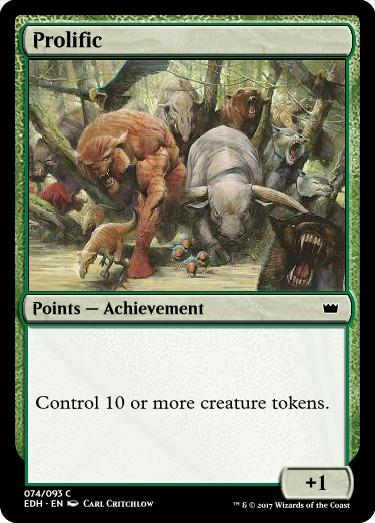 Prolific
Points — Achievement
Control 10 or more creature tokens.
+1
074/093 C
EDH • EN Carl Critchlow
™ & © 2017 Wizards of the Coast